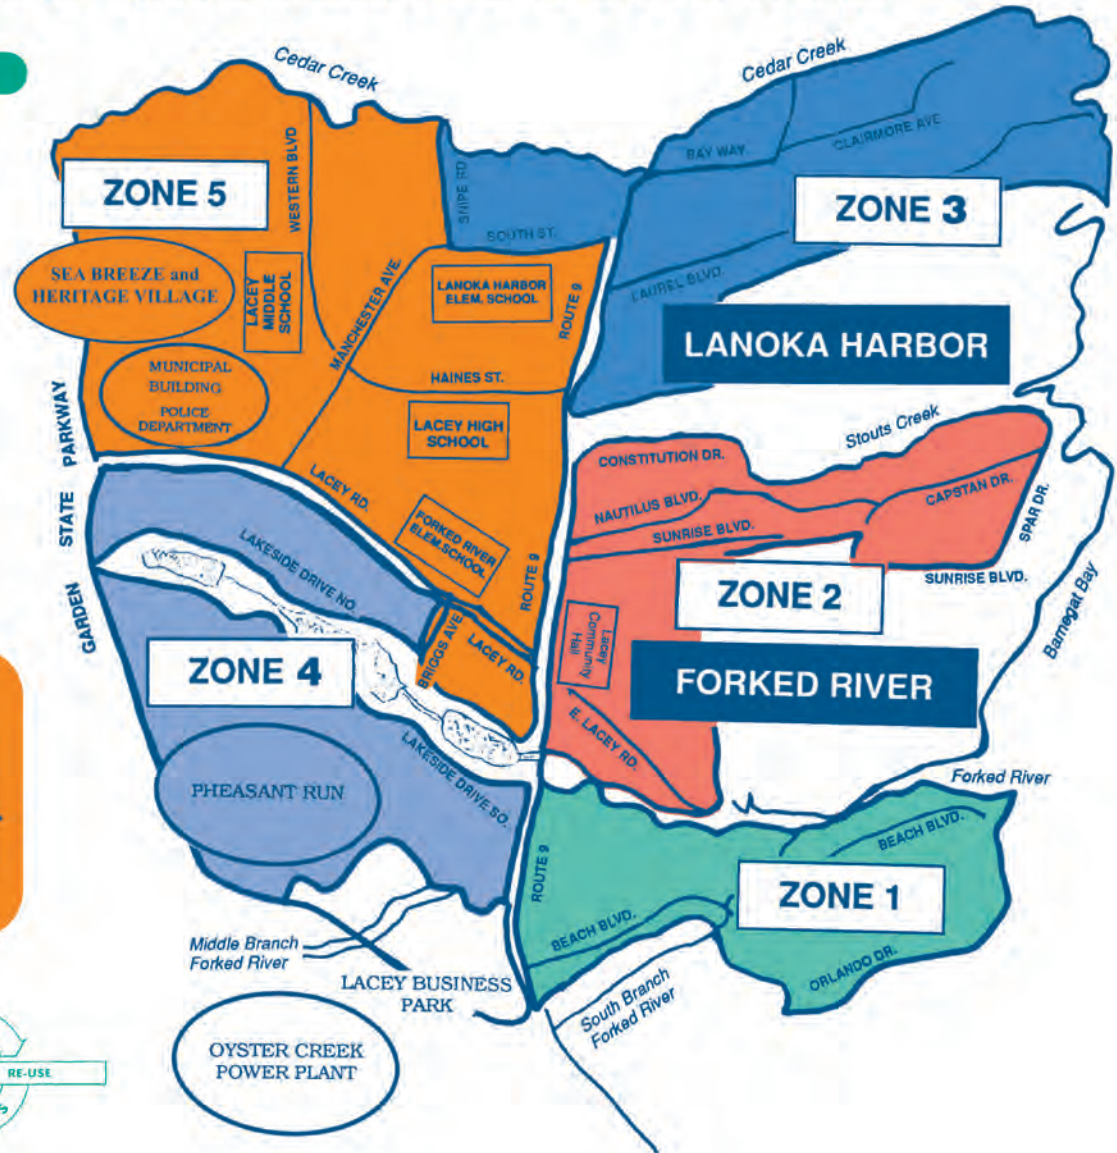 Cedar Creek
Cedar Creek
ZONE 5
WESTERN BLVD
SNIPE RD
SOUTH ST.
BAY WAY.
CLAIRMORE AVE.
ZONE 3
SEA BREEZE and
HERITAGE VILLAGE
LACEY
MIDDLE
SCHOOL
MANCHESTER AVE.
LANOKA HARBOR
ELEM. SCHOOL
ROUTE 9
LAUREL BLVD.
LANOKA HARBOR
MUNICIPAL
BUILDING
POLICE
DEPARTMENT
HAINES ST.
LACEY HIGH
SCHOOL
GARDEN STATE PARKWAY
LACEY RD.
Stouts Creek
CONSTITUTION DR.
NAUTILUS BLVD.
CAPSTAN DR.
SPAR DR.
SUNRISE BLVD.
SUNRISE BLVD.
FORKED RIVER
ELEM.SCHOOL
ROUTE 9
LAKESIDE DRIVE NO.
ZONE 2
Barnegat Bay
Lacey
Community
Hall
BRIGGS AVE
LACEY RD.
ZONE 4
FORKED RIVER
E. LACEY RD.
LAKESIDE DRIVE SO.
PHEASANT RUN
Forked River
BEACH BLVD.
ROUTE 9
ZONE 1
BEACH BLVD.
ORLANDO DR.
Middle Branch
Forked River
LACEY BUSINESS
PARK
South Branch
Forked River
OYSTER CREEK
POWER PLANT
RE-USE